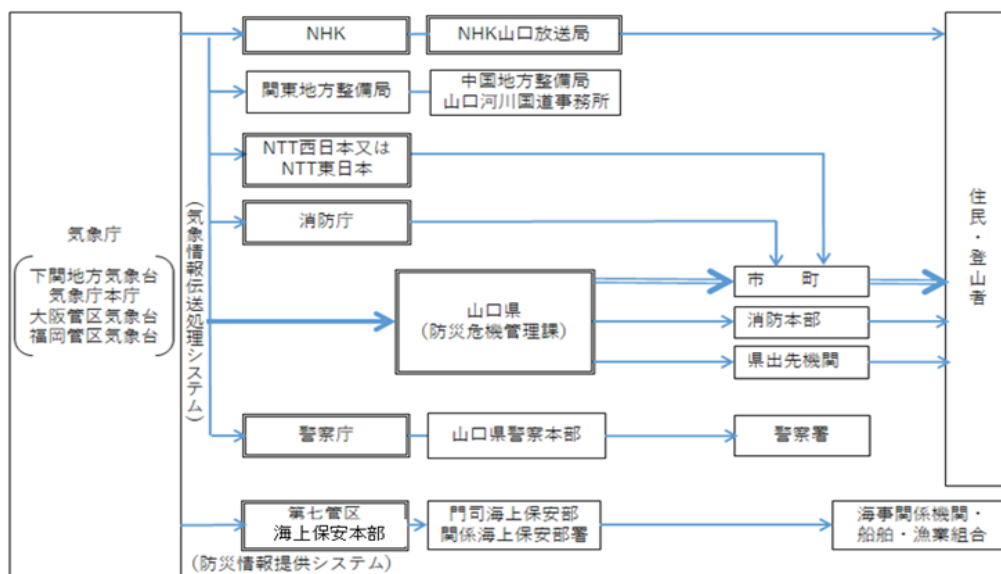 気象庁
下関地方気象台
気象庁本庁
大阪管区気象台
福岡管区気象台
(気象情報伝送処理システム)
NHK
NHK山口放送局
関東地方整備局
中国地方整備局
山口河川国道事務所
NTT西日本又は
NTT東日本
消防庁
山口県
(防災危機管理課)
市 町
消防本部
県出先機関
警察庁
山口県警察本部
警察署
第七管区
海上保安本部
門司海上保安部
関係海上保安部署
海事関係機関・
船舶・漁業組合
(防災情報提供システム)
住民・登山者